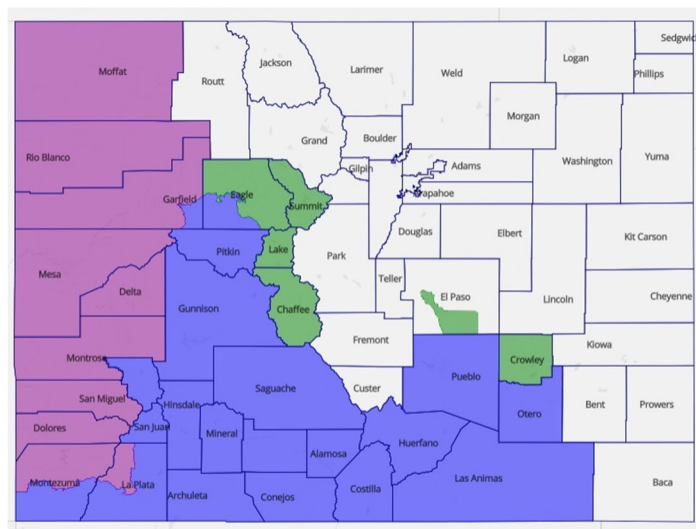 Sedgwic
Logan
Jackson
Larimer
Weld
Moffat
Phillips
Routt
Morgan
Boulder
Grand
Rio Blanco
Washington
Yuma
Adams
Gilpin
Eagle
Garfield
Summit
rapahoe
Douglas
Elbert
Kit Carson
Pitkin
Lake
Park
Mesa
Teller
Delta
El Paso
Lincoln
Cheyenne
Gunnison
Chaffee
Fremont
Kiowa
Montrose
Crowley
Pueblo
Saguache
Custer
San Miguel
Hinsdale
Bent
Prowers
Otero
Dolores
San Juan
Mineral
Huerfano
Alamosa
Las Animas
Montezuma
La Plata
Costilla
Baca
Archuleta
Conejos